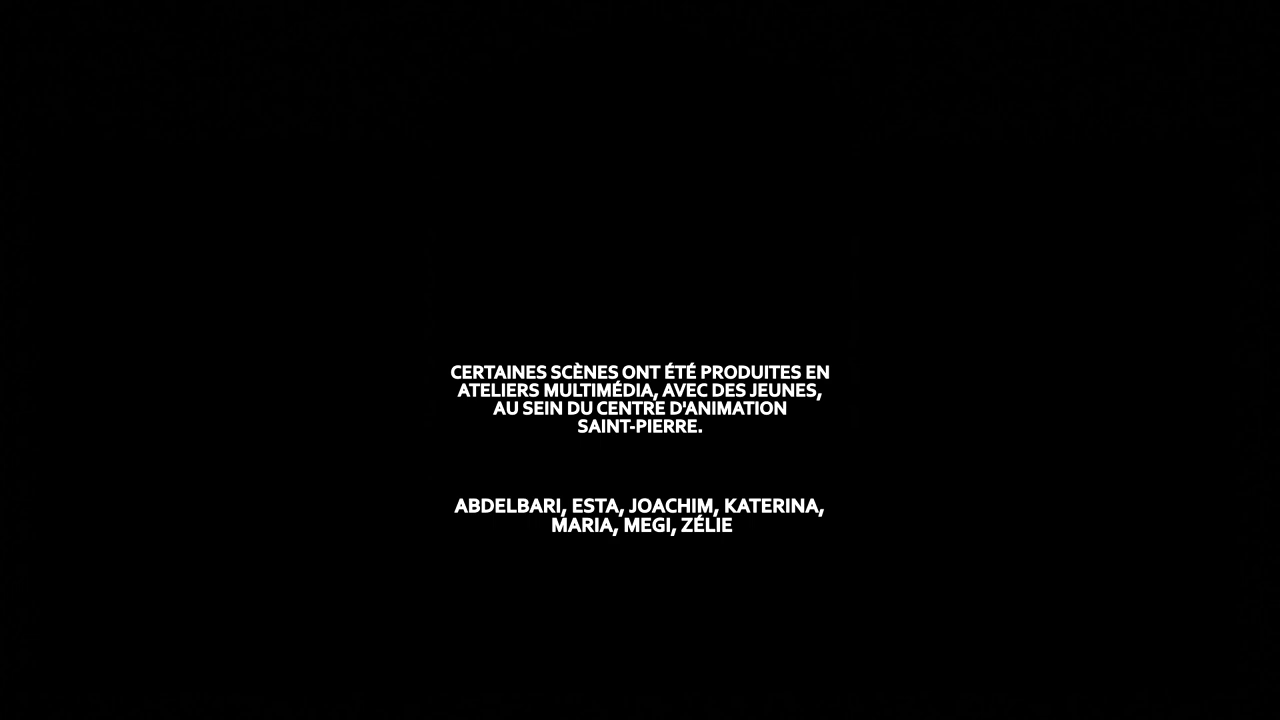 CERTAINES SCÈNES ONT ÉTÉ PRODUITES EN
ATELIERS MULTIMÉDIA, AVEC DES JEUNES,
AU SEIN DU CENTRE D'ANIMATION
SAINT-PIERRE.
ABDELBARI, ESTA, JOACHIM, KATERINA,
MARIA, MEGI, ZÉLIE